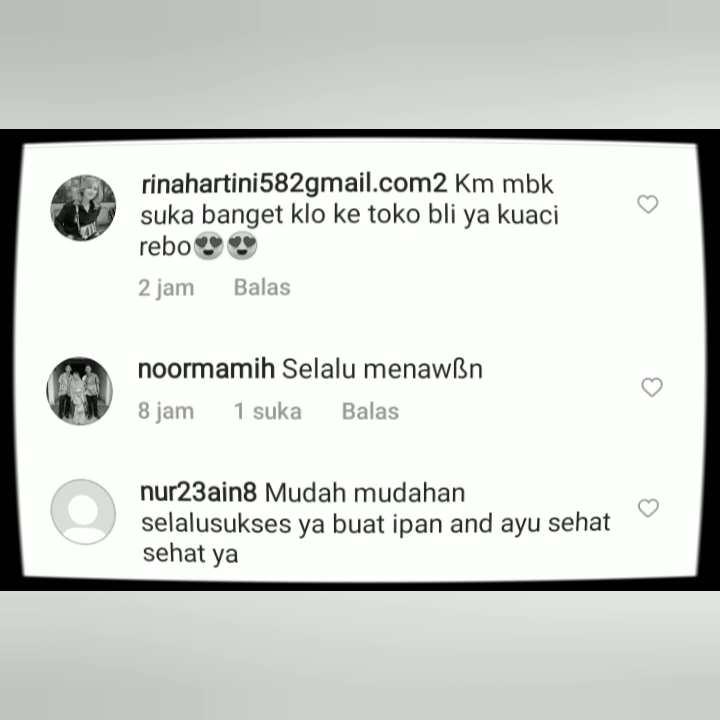 rinahartini582gmail.com2 Km mbk
suka banget klo ke toko bli ya kuaci
rebo😍😍
2 jam Balas
noormamih Selalu menawßn
8 jam 1 suka Balas
nur23ain8 Mudah mudahan
selalusukses ya buat ipan and ayu sehat
sehat ya